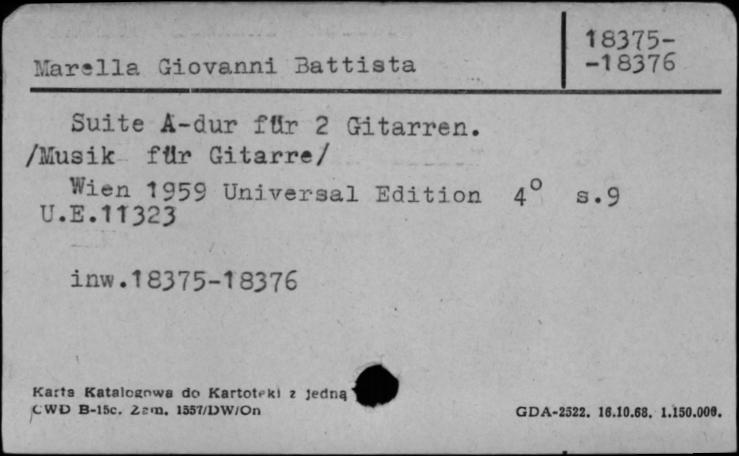 18375-
Marella Giovanni Battista -18376
Suite A-dur für 2 Gitarren.
/Musik für Gitarre/
Wien 1959 Universal Edition 4° s.9
U.E.11323
inw.18375-18376
Karta Katalogowa do Kartoteki z jedną
CWD B-15c. Zam. 1557/DW/On GDA-2522. 16.10.68. 1.150.000.